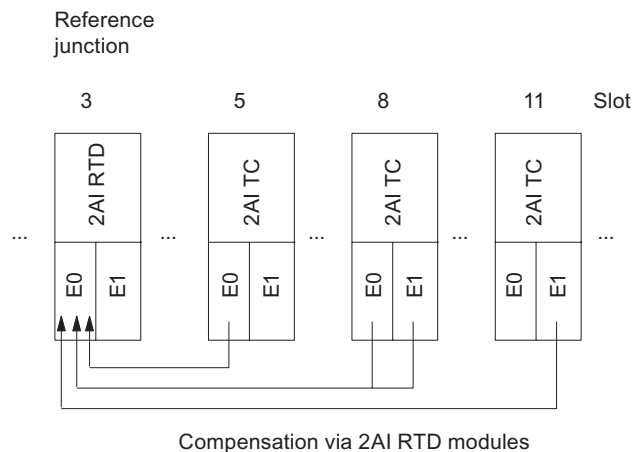 Reference
junction
3 5 8 11 Slot
2AI RTD 2AI TC 2AI TC 2AI TC
... ... ... ... ...
E0 E1 E0 E1 E0 E1 E0 E1
Compensation via 2AI RTD modules